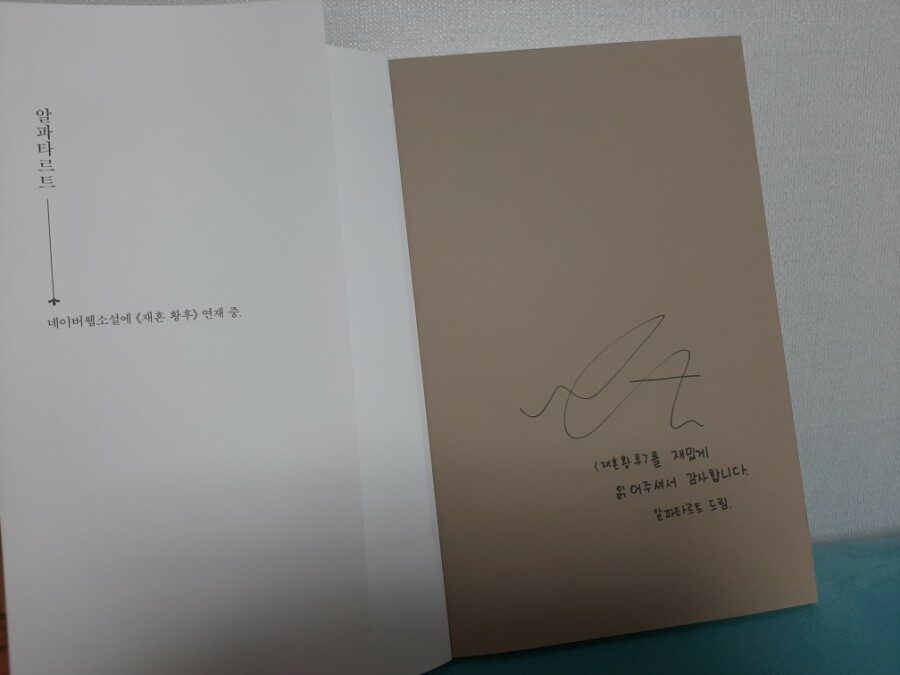 알파타르트
네이버웹소설에 《재혼 황후》 연재 중.
<재혼황후>를 재밌게
읽어주셔서 감사합니다.
알파타르트 드림.